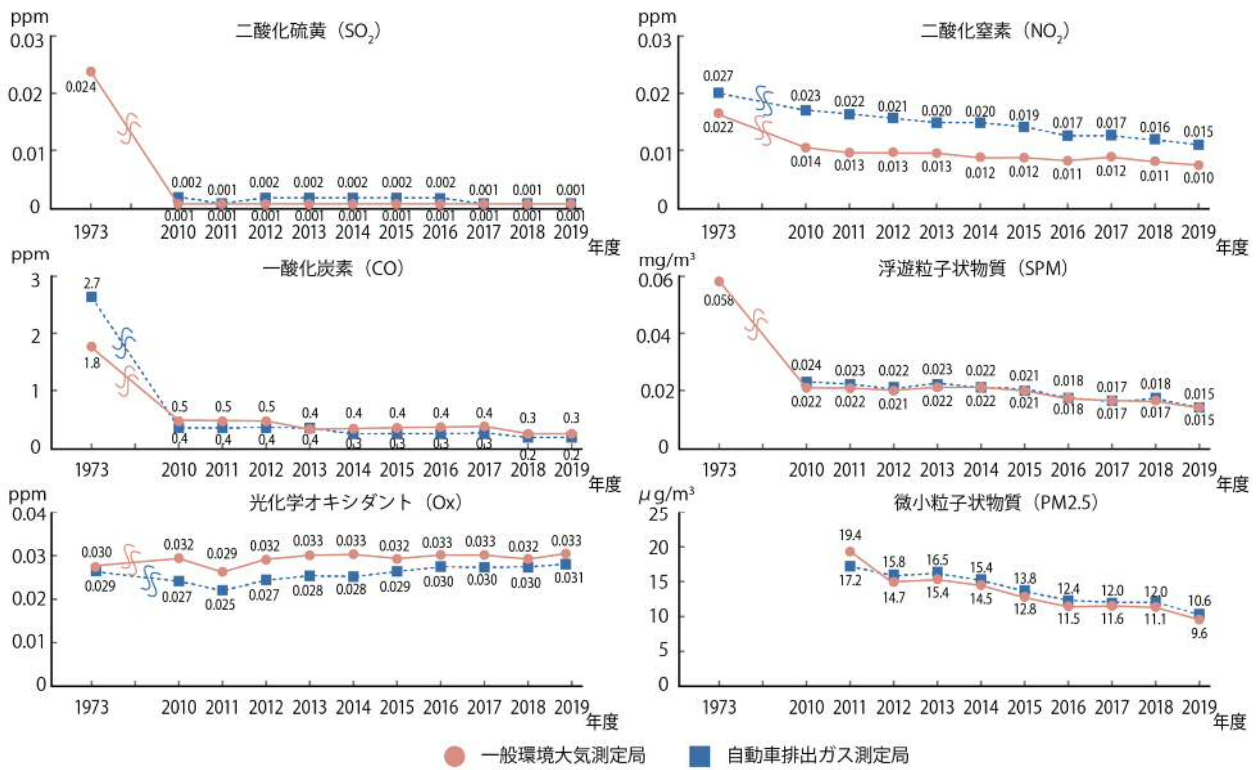 ppm
二酸化硫黄（SO₂）
0.03
0.02
0.01
0
0.024
0.002 0.001 0.002 0.002 0.002 0.002 0.002 0.001 0.001 0.001
0.001 0.001 0.001 0.001 0.001 0.001 0.001 0.001 0.001 0.001
1973 2010 2011 2012 2013 2014 2015 2016 2017 2018 2019
年度
ppm
二酸化窒素（NO₂）
0.03
0.02
0.01
0
0.027 0.023 0.022 0.021 0.020 0.020 0.019 0.017 0.017 0.016 0.015
0.022 0.014 0.013 0.013 0.013 0.012 0.012 0.011 0.012 0.011 0.010
1973 2010 2011 2012 2013 2014 2015 2016 2017 2018 2019
年度
ppm
一酸化炭素（CO）
3
2
1
0
2.7
1.8
0.5 0.5 0.5 0.4 0.4 0.4 0.4 0.4 0.3 0.3
0.4 0.4 0.4 0.4 0.3 0.3 0.3 0.3 0.2 0.2
1973 2010 2011 2012 2013 2014 2015 2016 2017 2018 2019
年度
mg/m³
浮遊粒子状物質（SPM）
0.06
0.04
0.02
0
0.058
0.024 0.023 0.022 0.023 0.022 0.021 0.018 0.017 0.018 0.015
0.022 0.022 0.021 0.022 0.022 0.021 0.018 0.017 0.017 0.015
1973 2010 2011 2012 2013 2014 2015 2016 2017 2018 2019
年度
ppm
光化学オキシダント（Ox）
0.04
0.03
0.02
0.01
0
0.030 0.032 0.029 0.032 0.033 0.033 0.032 0.033 0.033 0.032 0.033
0.029 0.027 0.025 0.027 0.028 0.028 0.029 0.030 0.030 0.030 0.031
1973 2010 2011 2012 2013 2014 2015 2016 2017 2018 2019
年度
μg/m³
微小粒子状物質（PM2.5）
25
20
15
10
5
0
19.4 15.8 16.5 15.4 13.8 12.4 12.0 12.0 10.6
17.2 14.7 15.4 14.5 12.8 11.5 11.6 11.1 9.6
1973 2010 2011 2012 2013 2014 2015 2016 2017 2018 2019
年度
一般環境大気測定局 自動車排出ガス測定局